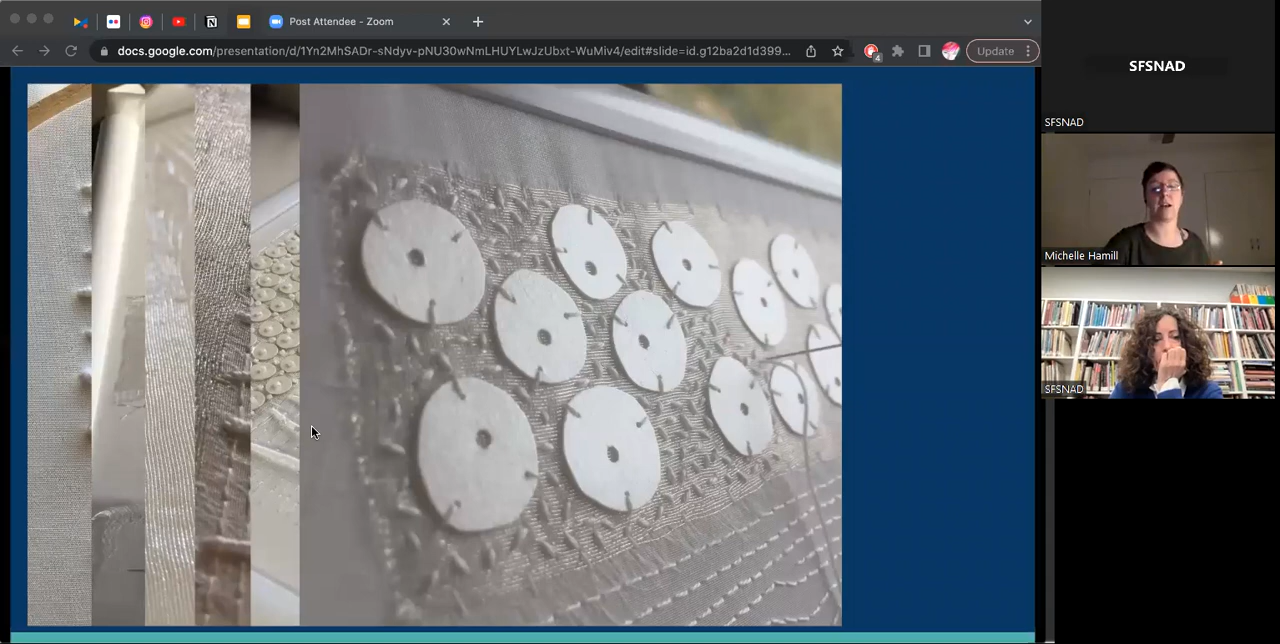 Post Attendee - Zoom
docs.google.com/presentation/d/1Yn2MhSADr-sNdyv-pNU30wNmLHUYLwJzUbxt-WuMiv4/edit#slide=id.g12ba2d1d399...
4
Update
SFSNAD
SFSNAD
Michelle Hamill
SFSNAD